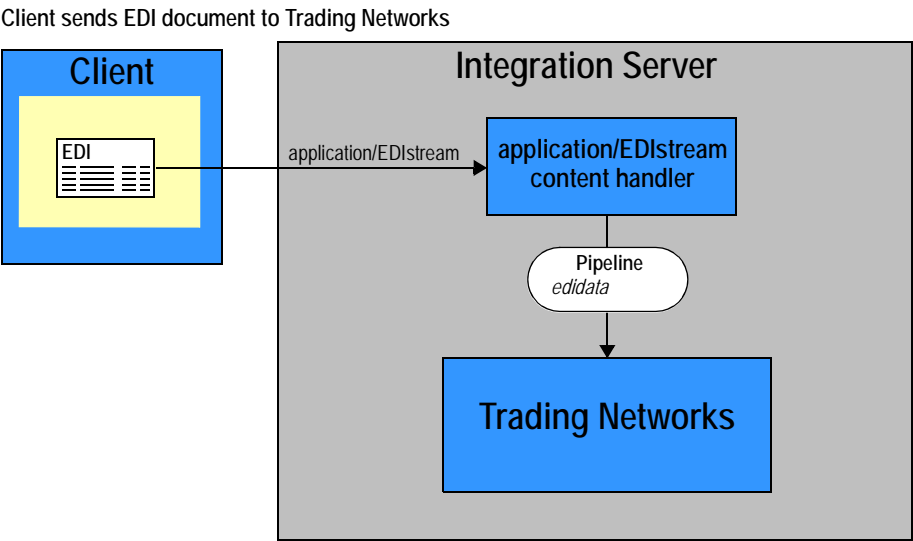 Client sends EDI document to Trading Networks
Client
Integration Server
EDI
application/EDIstream
application/EDIstream
content handler
Pipeline
edidata
Trading Networks